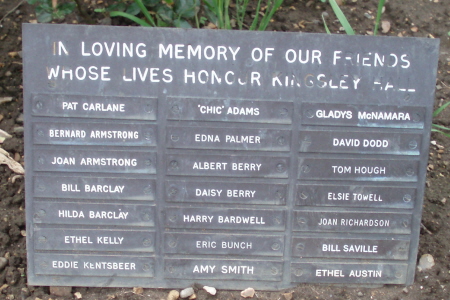 IN LOVING MEMORY OF OUR FRIENDS
WHOSE LIVES HONOUR KINGSLEY HALL
PAT CARLANE
BERNARD ARMSTRONG
JOAN ARMSTRONG
BILL BARCLAY
HILDA BARCLAY
ETHEL KELLY
EDDIE KENTSBEER
"CHIC" ADAMS
EDNA PALMER
ALBERT BERRY
DAISY BERRY
HARRY BARDWELL
ERIC BUNCH
AMY SMITH
GLADYS McNAMARA
DAVID DODD
TOM HOUGH
ELSIE TOWELL
JOAN RICHARDSON
BILL SAVILLE
ETHEL AUSTIN